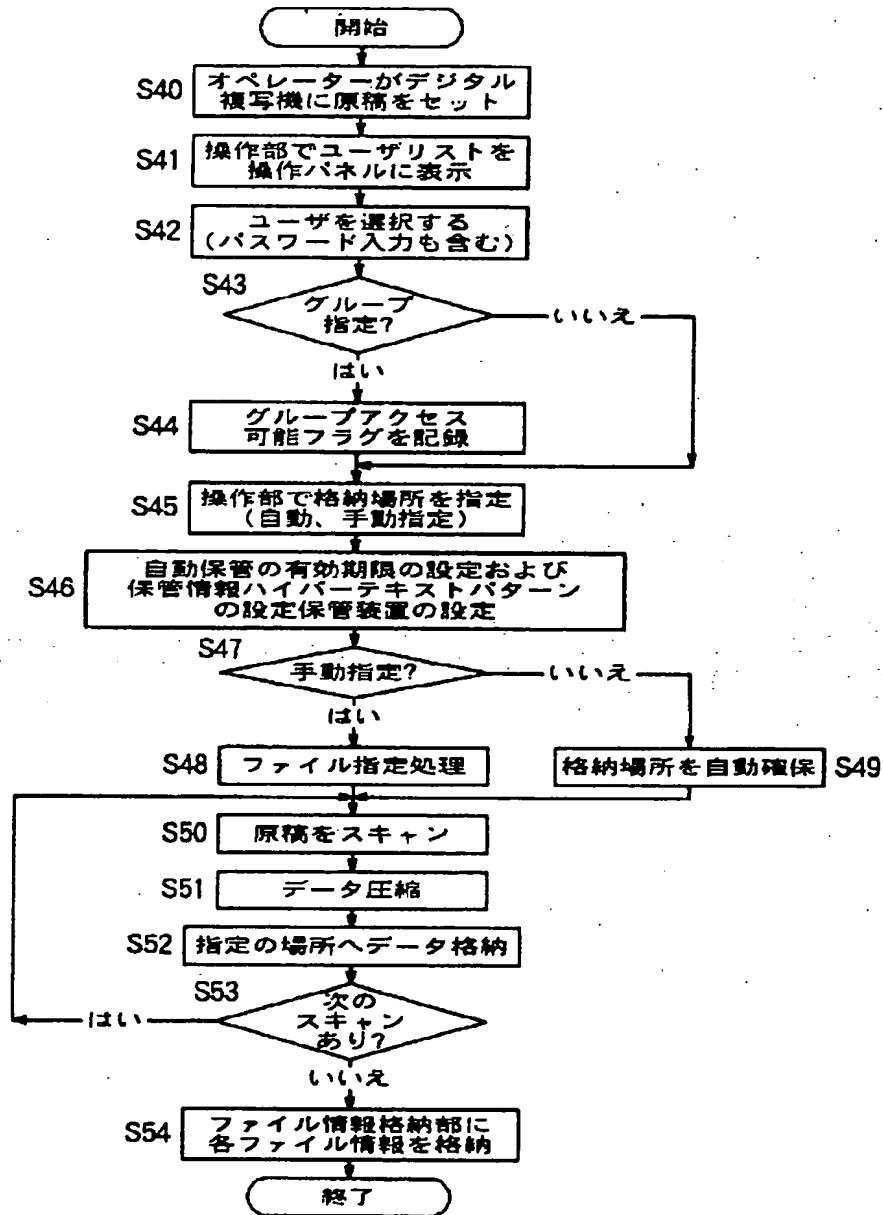 開始
S40
オペレーターがデジタル
複写機に原稿をセット
S41
操作部でユーザリストを
操作パネルに表示
S42
ユーザを選択する
(パスワード入力も含む)
S43
グループ
指定?
いいえ
はい
S44
グループアクセス
可能フラグを記録
S45
操作部で格納場所を指定
(自動、手動指定)
S46
自動保管の有効期限の設定および
保管情報ハイパーテキストパターン
の設定保管装置の設定
S47
手動指定?
いいえ
はい
S48
ファイル指定処理
格納場所を自動確保
S49
S50
原稿をスキャン
S51
データ圧縮
S52
指定の場所へデータ格納
S53
次の
スキャン
あり?
はい
いいえ
S54
ファイル情報格納部に
各ファイル情報を格納
終了